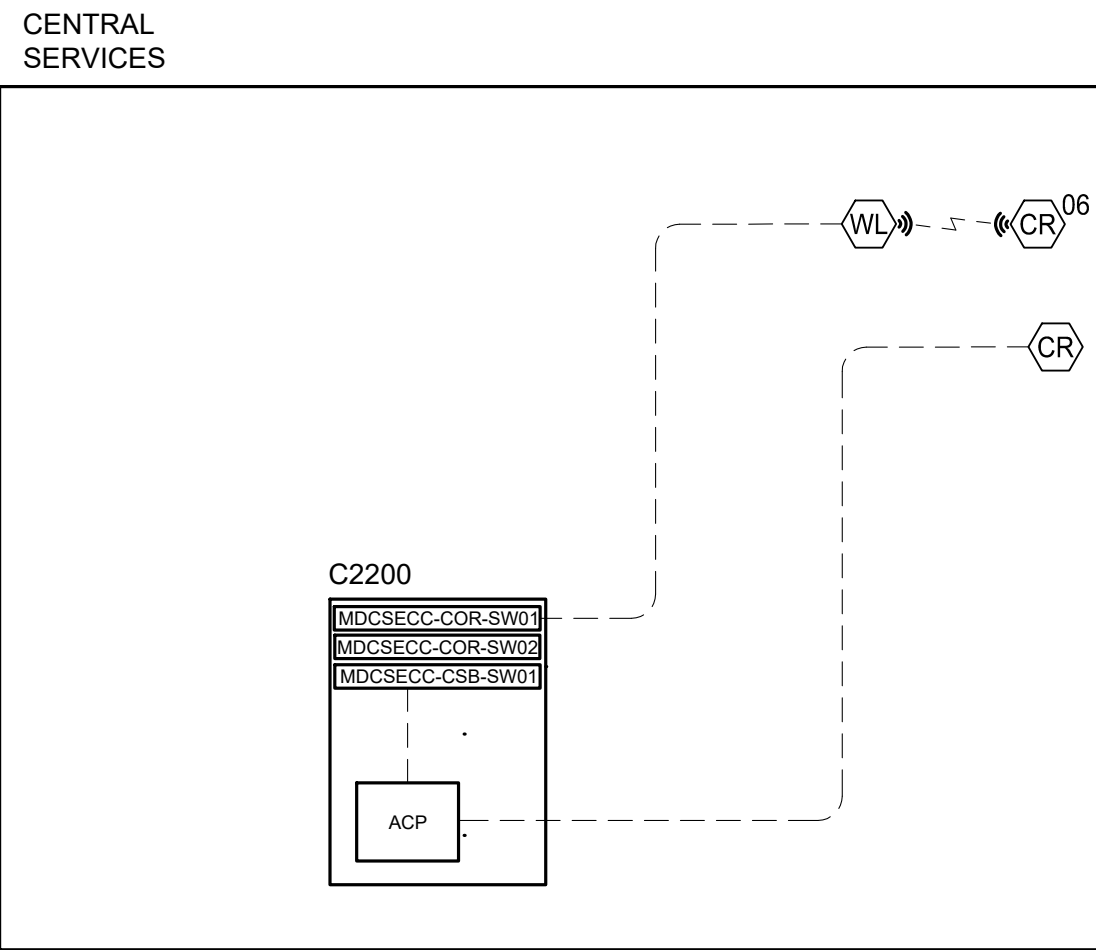 CENTRAL
SERVICES
WL
CR
06
CR
C2200
MDCSECC-COR-SW01
MDCSECC-COR-SW02
MDCSECC-CSB-SW01
ACP